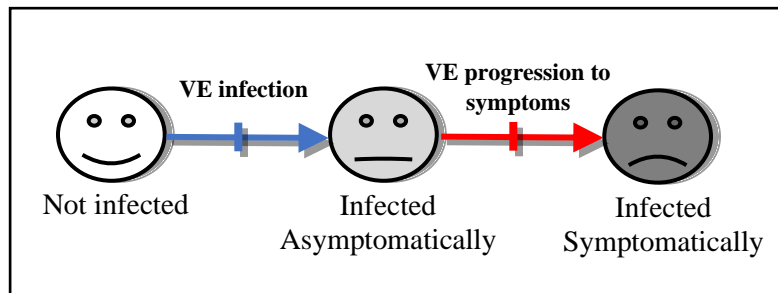 VE infection
VE progression to
symptoms
Not infected
Infected
Asymptomatically
Infected
Symptomatically